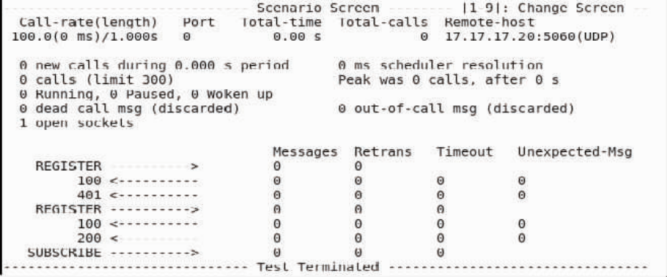 ------------------------------ Scenario Screen -------- [1-9]: Change Screen --
Call-rate(length) Port Total-time Total-calls Remote-host
100.0(0 ms)/1.000s 0 0.00 s 0 17.17.17.20:5060(UDP)
0 new calls during 0.000 s period 0 ms scheduler resolution
0 calls (limit 300) Peak was 0 calls, after 0 s
0 Running, 0 Paused, 0 Woken up
0 dead call msg (discarded) 0 out-of-call msg (discarded)
1 open sockets
Messages Retrans Timeout Unexpected-Msg
REGISTER ----------> 0 0
100 <---------- 0 0 0 0
401 <---------- 0 0 0 0
REGISTER ----------> 0 0 0
100 <---------- 0 0 0 0
200 <---------- 0 0 0 0
SUBSCRIBE ----------> 0 0 0
------------------------------ Test Terminated --------------------------------